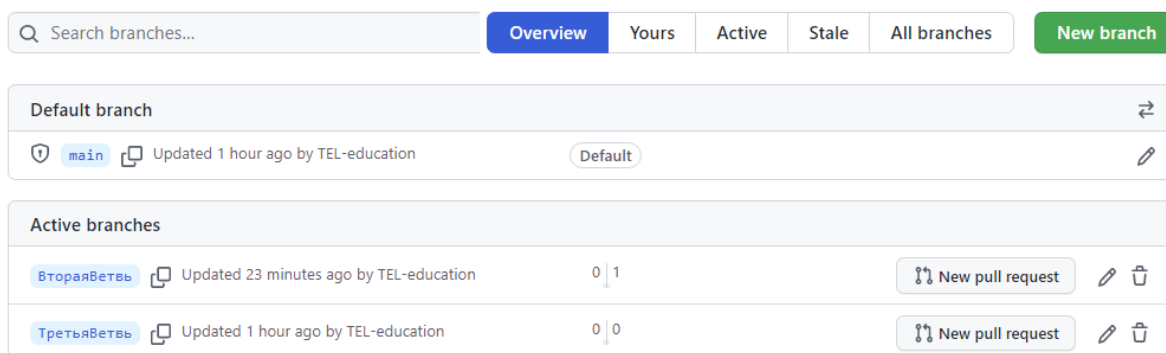 Search branches... Overview Yours Active Stale All branches New branch
Default branch
main Updated 1 hour ago by TEL-education Default
Active branches
ВтораяВетвь Updated 23 minutes ago by TEL-education 0 1 New pull request
ТретьяВетвь Updated 1 hour ago by TEL-education 0 0 New pull request